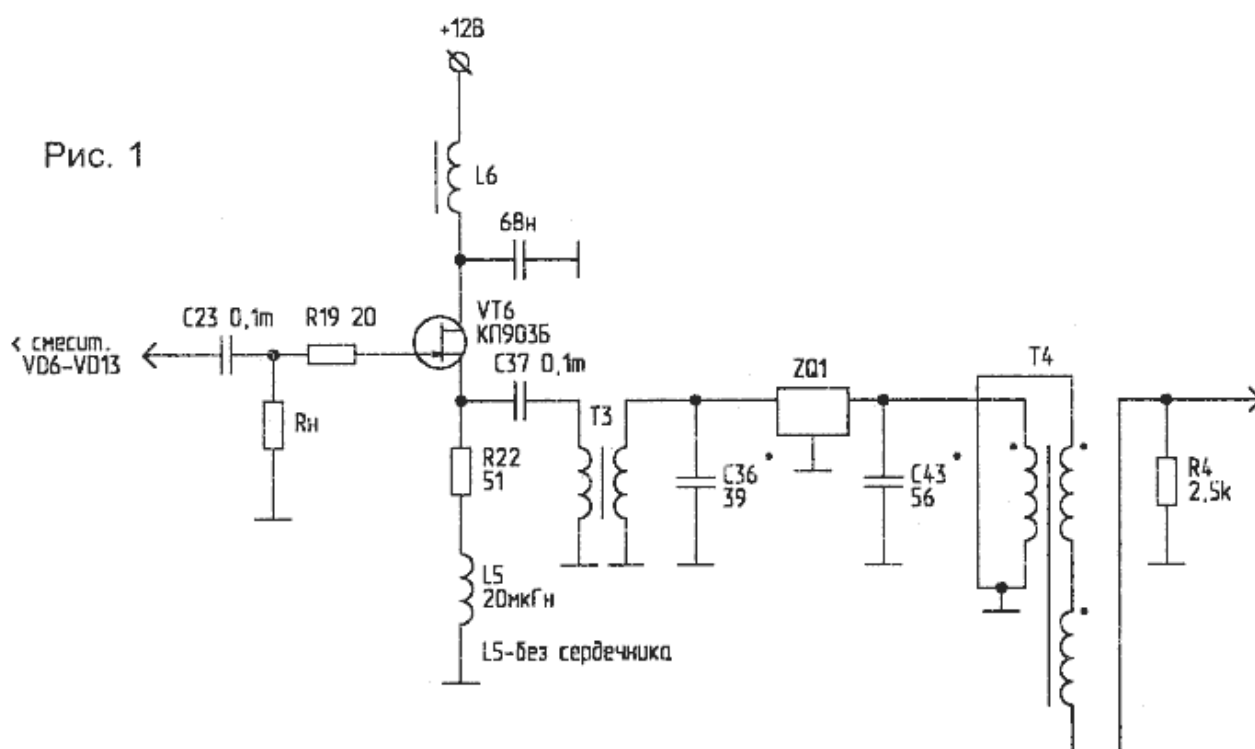 +12В
Рис. 1
L6
68н
C23 0,1m
R19 20
VT6
КП903Б
< смесит.
VD6-VD13
C37 0,1m
ZQ1
T4
T3
Rн
R22
51
C36 *
39
C43 *
56
R4
2,5k
L5
20мкГн
L5-без сердечника